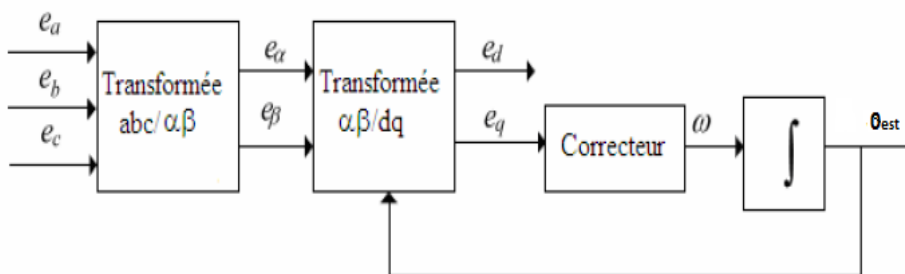 e_a
e_b
e_c
Transformée
abc/αβ
e_α
e_β
Transformée
αβ/dq
e_d
e_q
Correcteur
ω
∫
θest